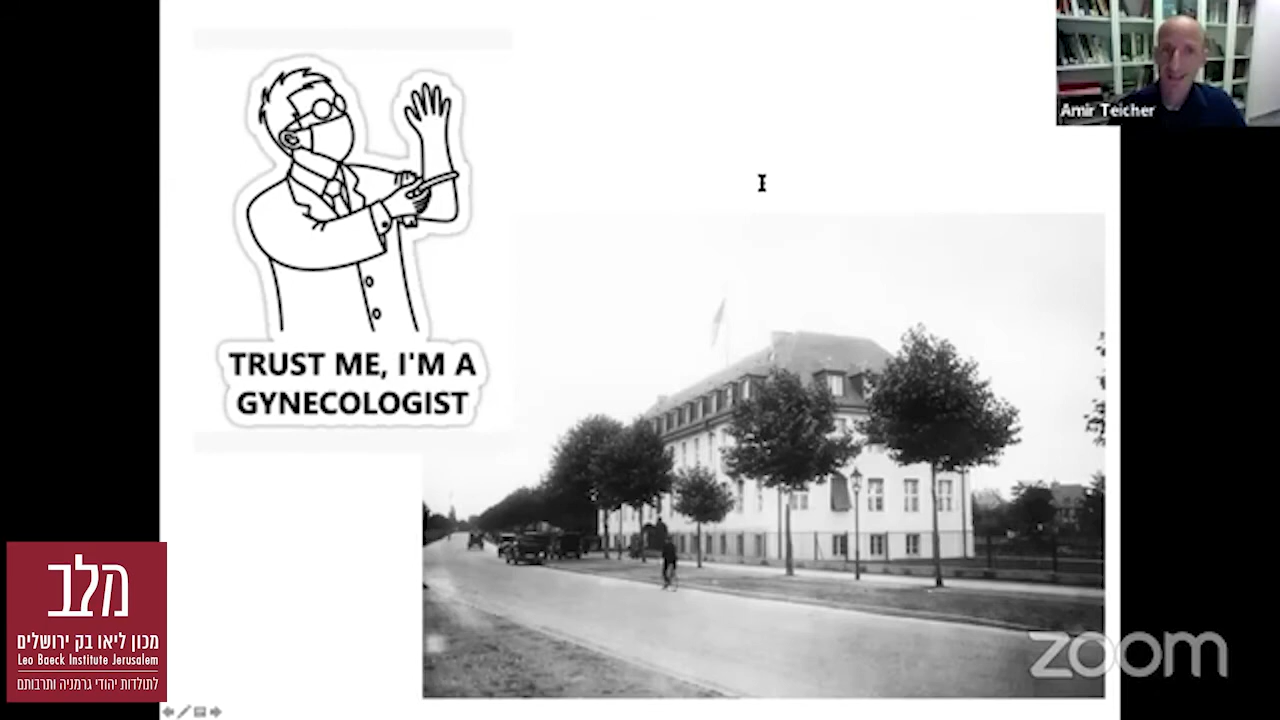 Amir Teicher
TRUST ME, I'M A
GYNECOLOGIST
מלב
מכון ליאו בק ירושלים
Leo Baeck Institute Jerusalem
לתולדות יהודי גרמניה ותרבותם
zoom